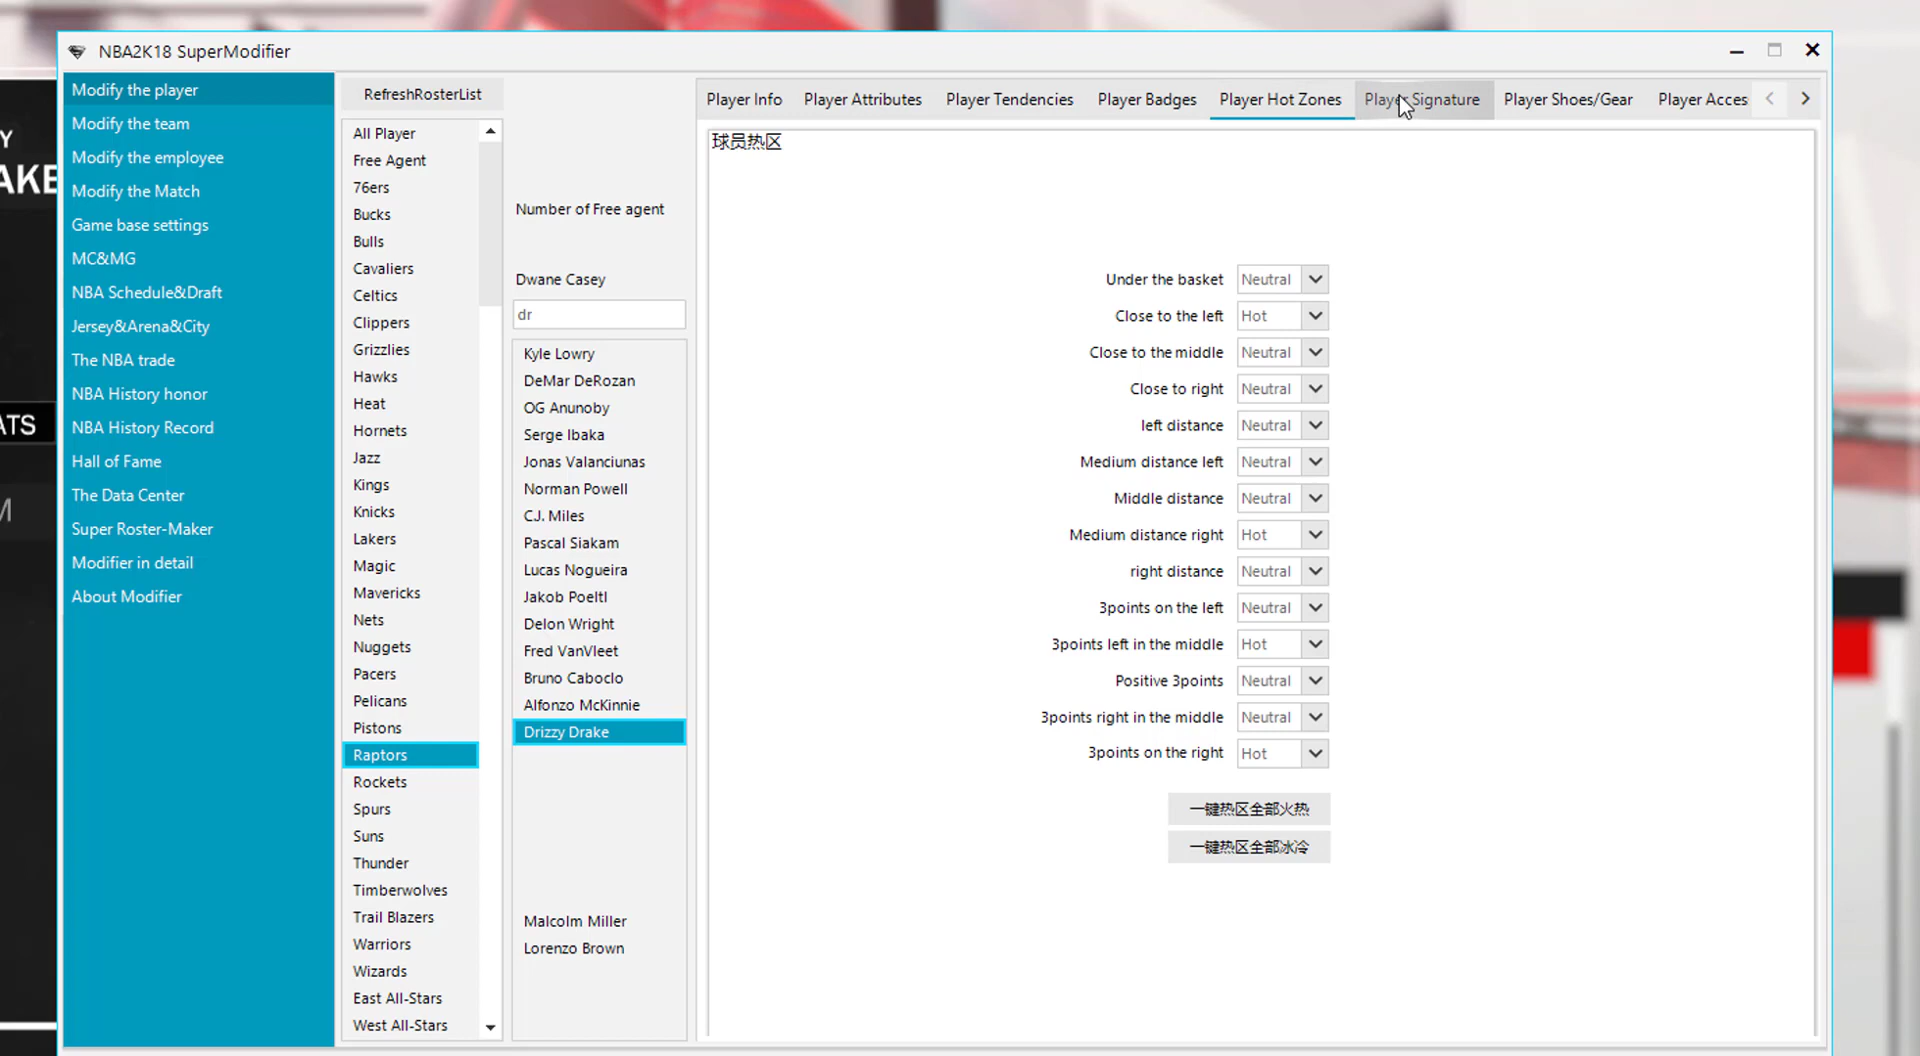 NBA2K18 SuperModifier
Modify the player
Modify the team
Modify the employee
Modify the Match
Game base settings
MC&MG
NBA Schedule&Draft
Jersey&Arena&City
The NBA trade
NBA History honor
NBA History Record
Hall of Fame
The Data Center
Super Roster-Maker
Modifier in detail
About Modifier
RefreshRosterList
All Player
Free Agent
76ers
Bucks
Bulls
Cavaliers
Celtics
Clippers
Grizzlies
Hawks
Heat
Hornets
Jazz
Kings
Knicks
Lakers
Magic
Mavericks
Nets
Nuggets
Pacers
Pelicans
Pistons
Raptors
Rockets
Spurs
Suns
Thunder
Timberwolves
Trail Blazers
Warriors
Wizards
East All-Stars
West All-Stars
Number of Free agent
Dwane Casey
dr
Kyle Lowry
DeMar DeRozan
OG Anunoby
Serge Ibaka
Jonas Valanciunas
Norman Powell
C.J. Miles
Pascal Siakam
Lucas Nogueira
Jakob Poeltl
Delon Wright
Fred VanVleet
Bruno Caboclo
Alfonzo McKinnie
Drizzy Drake
Malcolm Miller
Lorenzo Brown
Player Info Player Attributes Player Tendencies Player Badges Player Hot Zones Player Signature Player Shoes/Gear Player Acces
球员热区
Under the basket Neutral
Close to the left Hot
Close to the middle Neutral
Close to right Neutral
left distance Neutral
Medium distance left Neutral
Middle distance Neutral
Medium distance right Hot
right distance Neutral
3points on the left Neutral
3points left in the middle Hot
Positive 3points Neutral
3points right in the middle Neutral
3points on the right Hot
一键热区全部火热
一键热区全部冰冷
Y
AKE
ATS
M